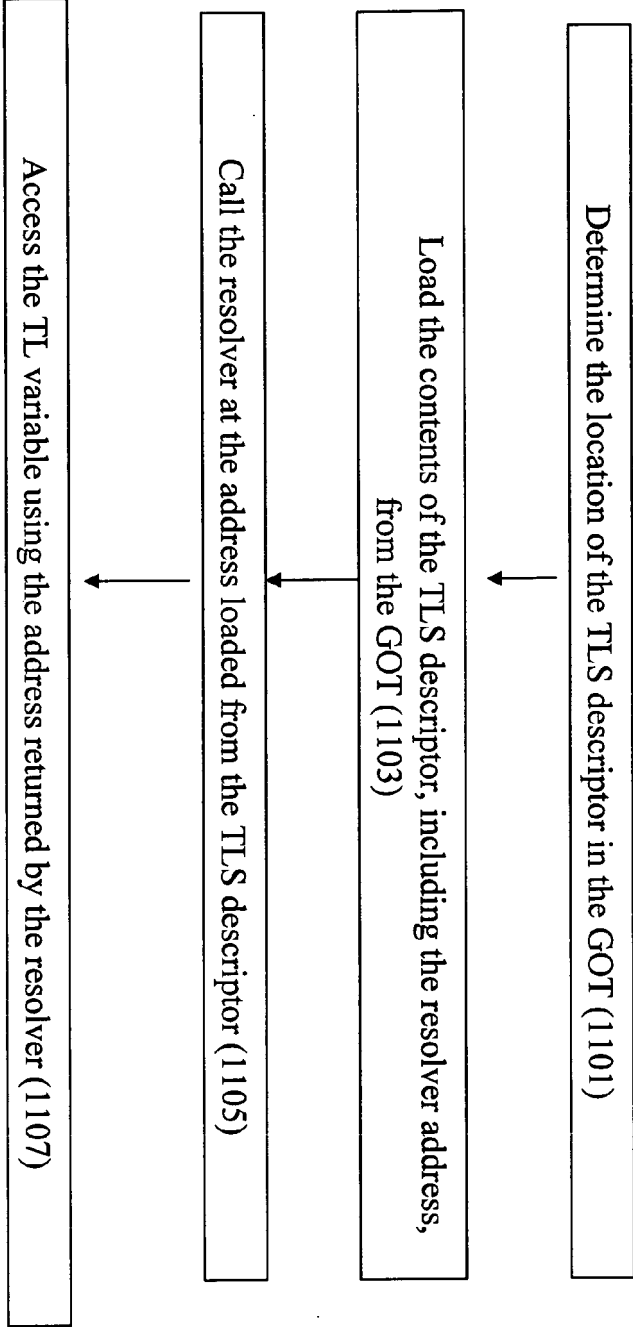 Determine the location of the TLS descriptor in the GOT (1101)
Load the contents of the TLS descriptor, including the resolver address,
from the GOT (1103)
Call the resolver at the address loaded from the TLS descriptor (1105)
Access the TL variable using the address returned by the resolver (1107)